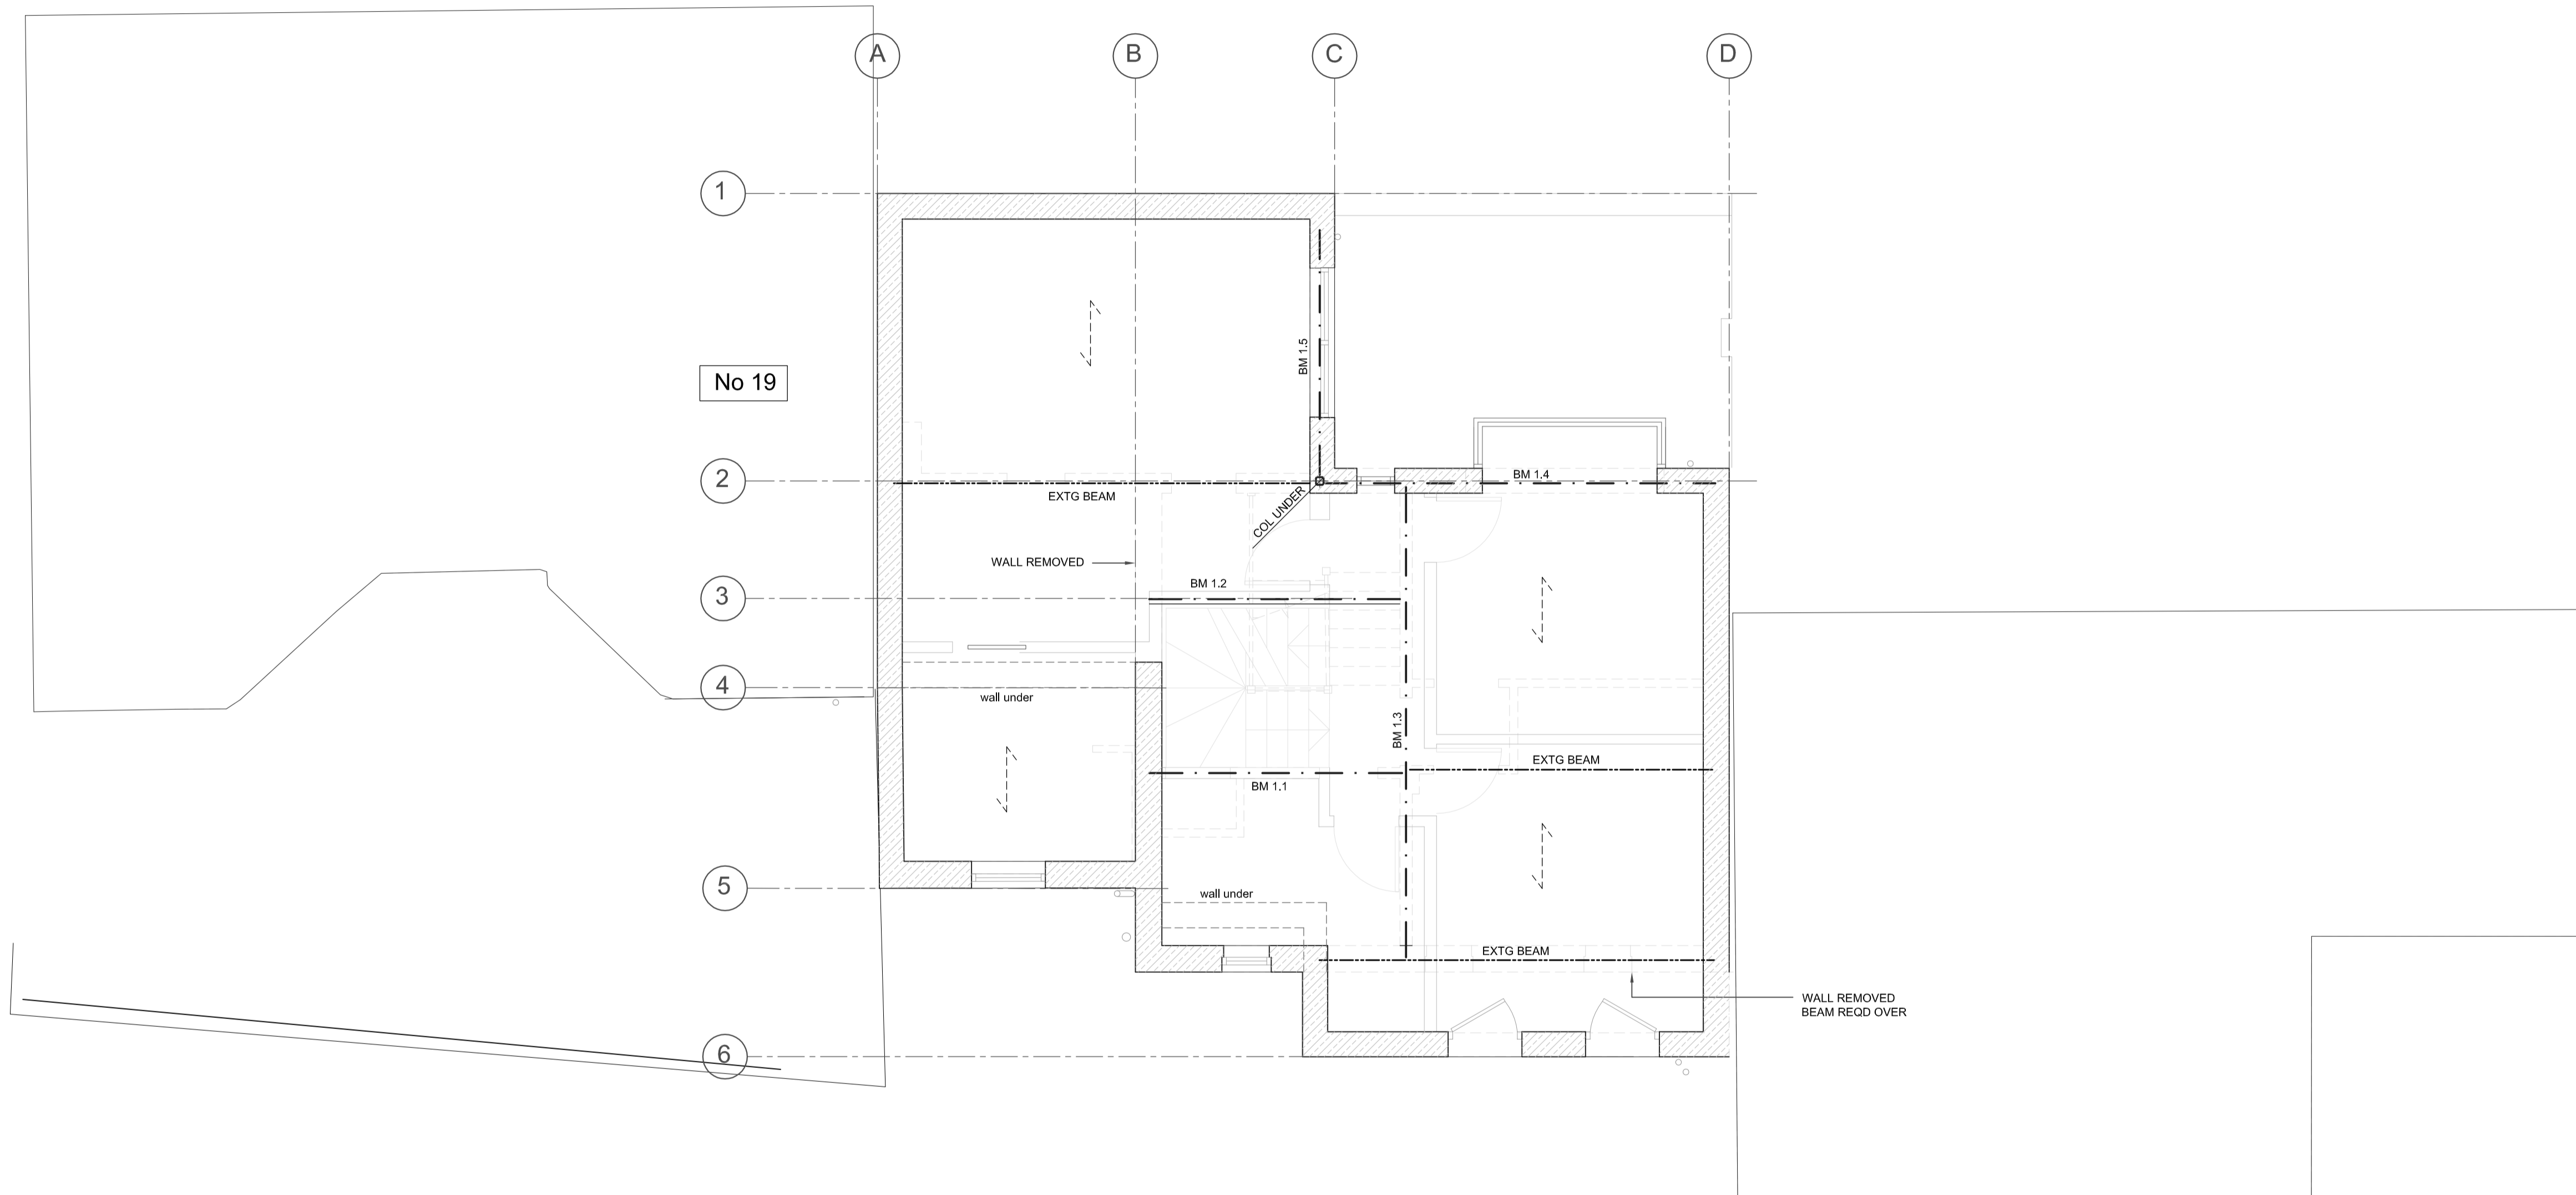 A
B
C
D
1
No 19
BM 1.5
2
EXTG BEAM
BM 1.4
COL UNDER
WALL REMOVED
BM 1.2
3
4
wall under
BM 1.3
EXTG BEAM
BM 1.1
5
wall under
EXTG BEAM
WALL REMOVED
BEAM REQD OVER
6